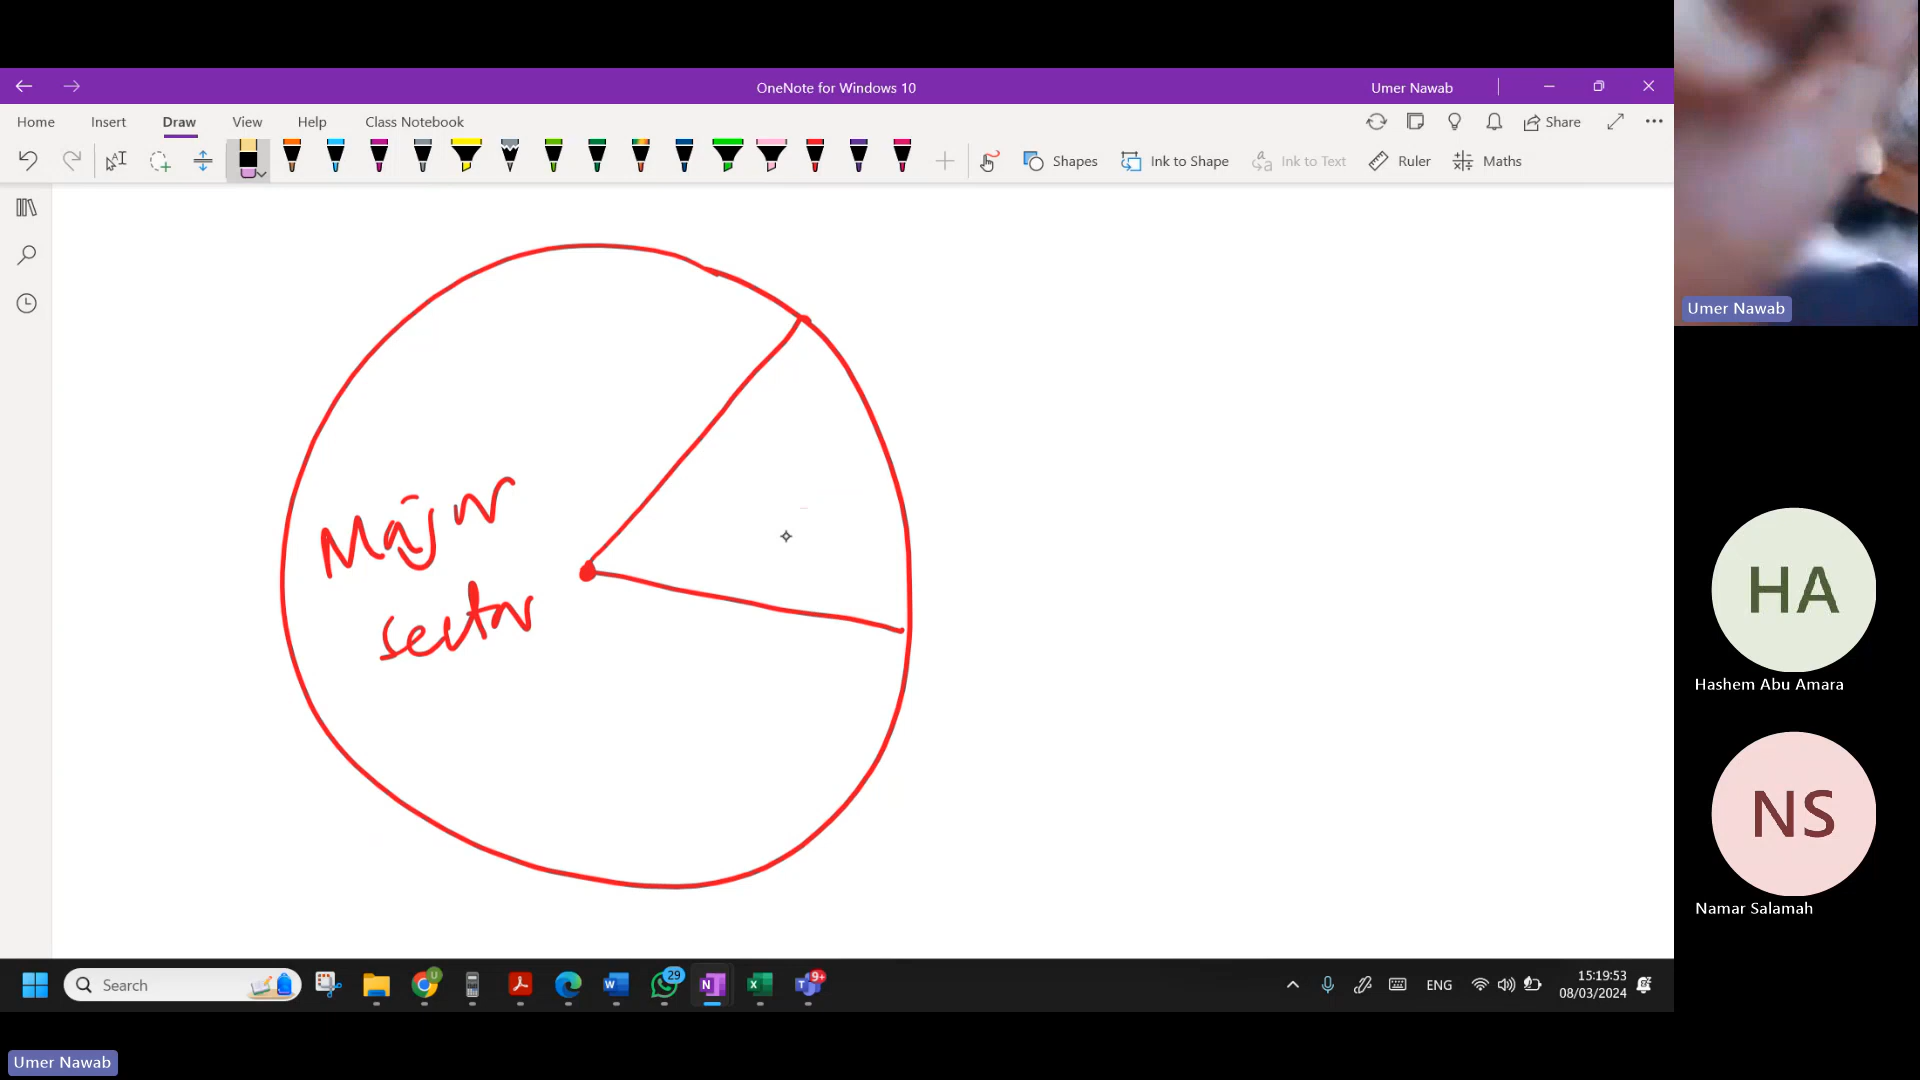 OneNote for Windows 10
Umer Nawab
Home Insert Draw View Help Class Notebook
Share
Shapes Ink to Shape Ink to Text Ruler Maths
Major
sector
Umer Nawab
HA
Hashem Abu Amara
NS
Namar Salamah
Search
29
9+
ENG
15:19:53
08/03/2024
Umer Nawab